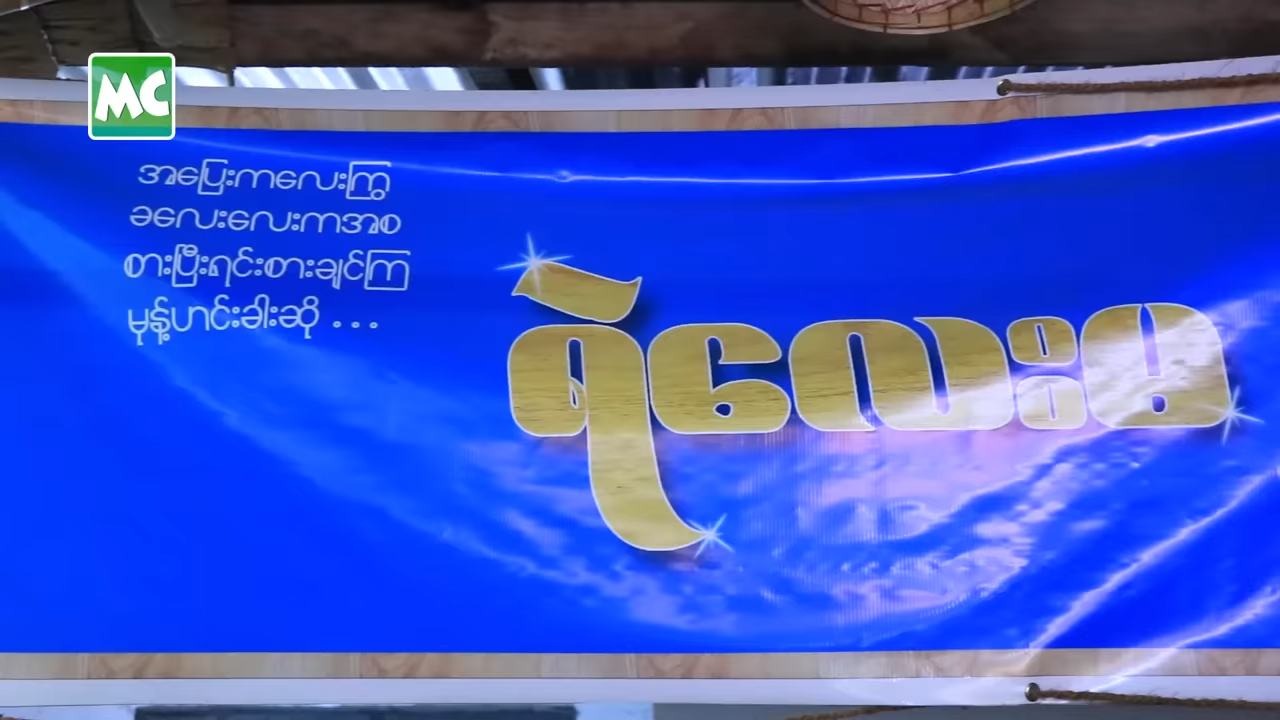 MC
အပြေးကလေးကြွ
ခလေးလေးကအစ
စားပြီးရင်းစားချင်ကြ
မုန့်ဟင်းခါးဆို ...
ရဲလေးမွ